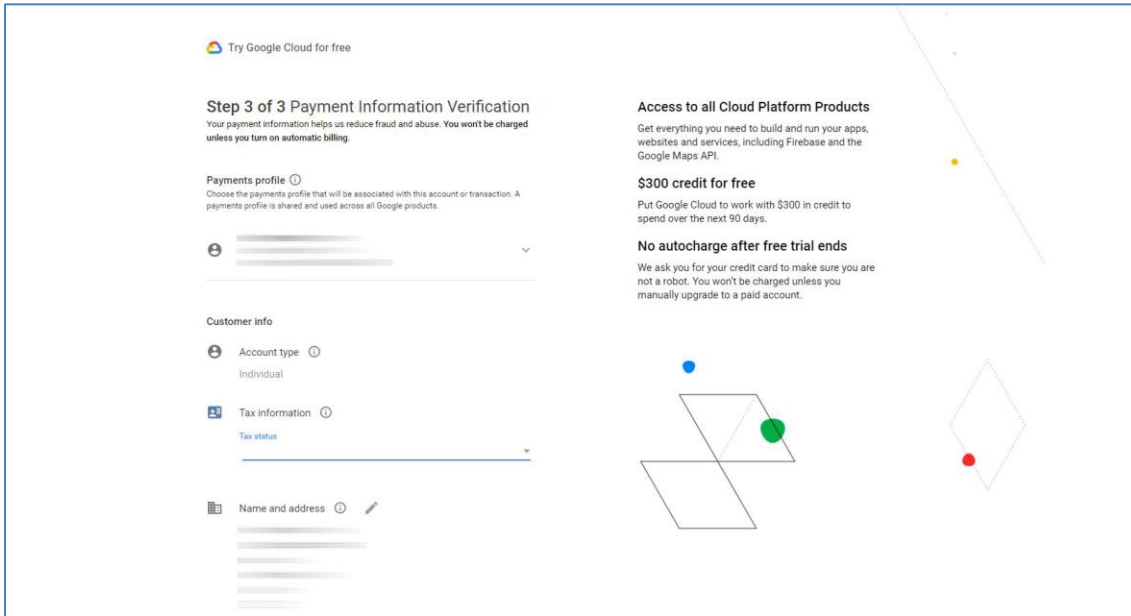 Try Google Cloud for free
Step 3 of 3 Payment Information Verification
Your payment information helps us reduce fraud and abuse. You won't be charged
unless you turn on automatic billing.
Payments profile
Choose the payments profile that will be associated with this account or transaction. A
payments profile is shared and used across all Google products.
Customer info
Account type
Individual
Tax information
Tax status
Name and address
Access to all Cloud Platform Products
Get everything you need to build and run your apps,
websites and services, including Firebase and the
Google Maps API.
$300 credit for free
Put Google Cloud to work with $300 in credit to
spend over the next 90 days.
No autocharge after free trial ends
We ask you for your credit card to make sure you are
not a robot. You won't be charged unless you
manually upgrade to a paid account.